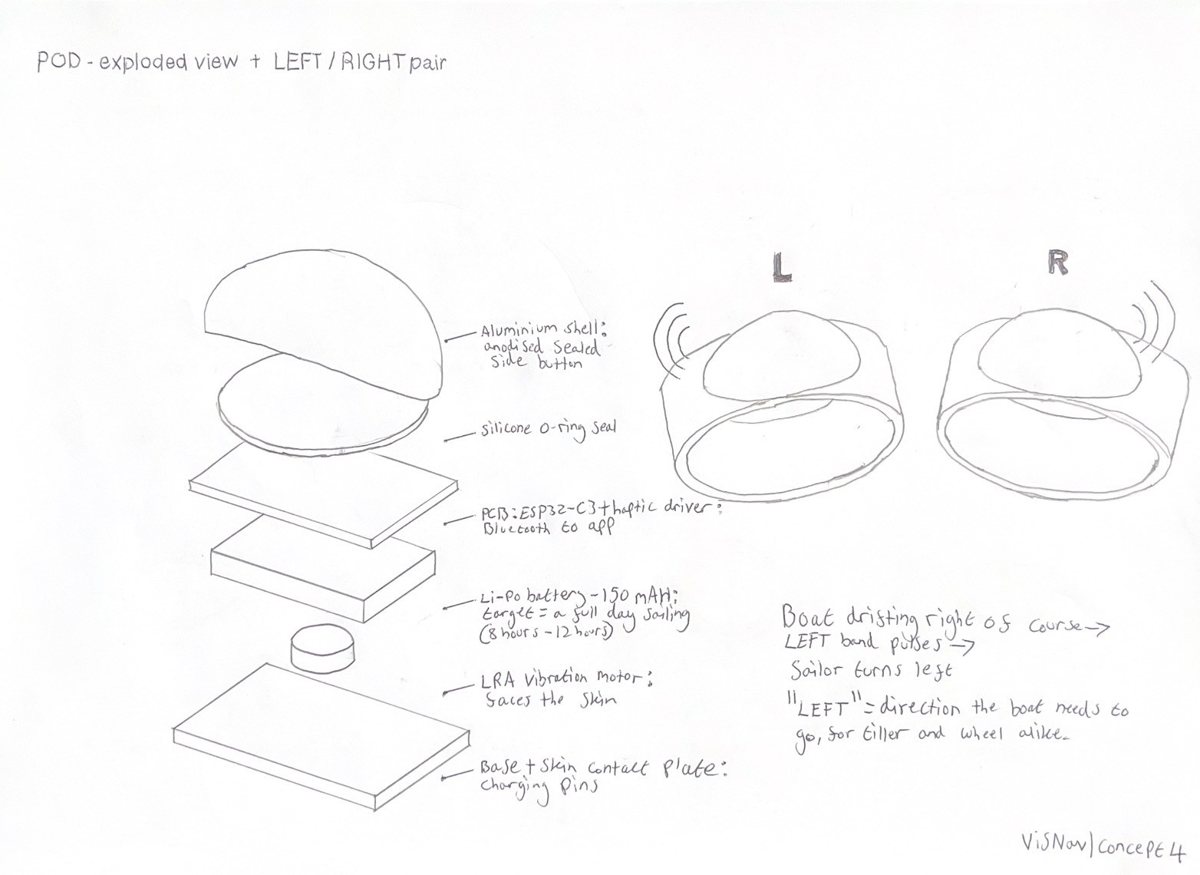 POD - exploded view + LEFT/RIGHT pair
L
R
Aluminium shell:
anodised sealed
side button
silicone O-ring seal
PCB: ESP32-C3 + haptic driver:
Bluetooth to app
Li-Po battery ~150 mAH:
target = a full day sailing
(8 hours - 12 hours)
LRA vibration motor:
faces the skin
Base + skin contact plate:
charging pins
Boat drifting right of course →
LEFT band pulses →
Sailor turns left
"LEFT" = direction the boat needs to
go, for tiller and wheel alike.
ViSNav | concept 4